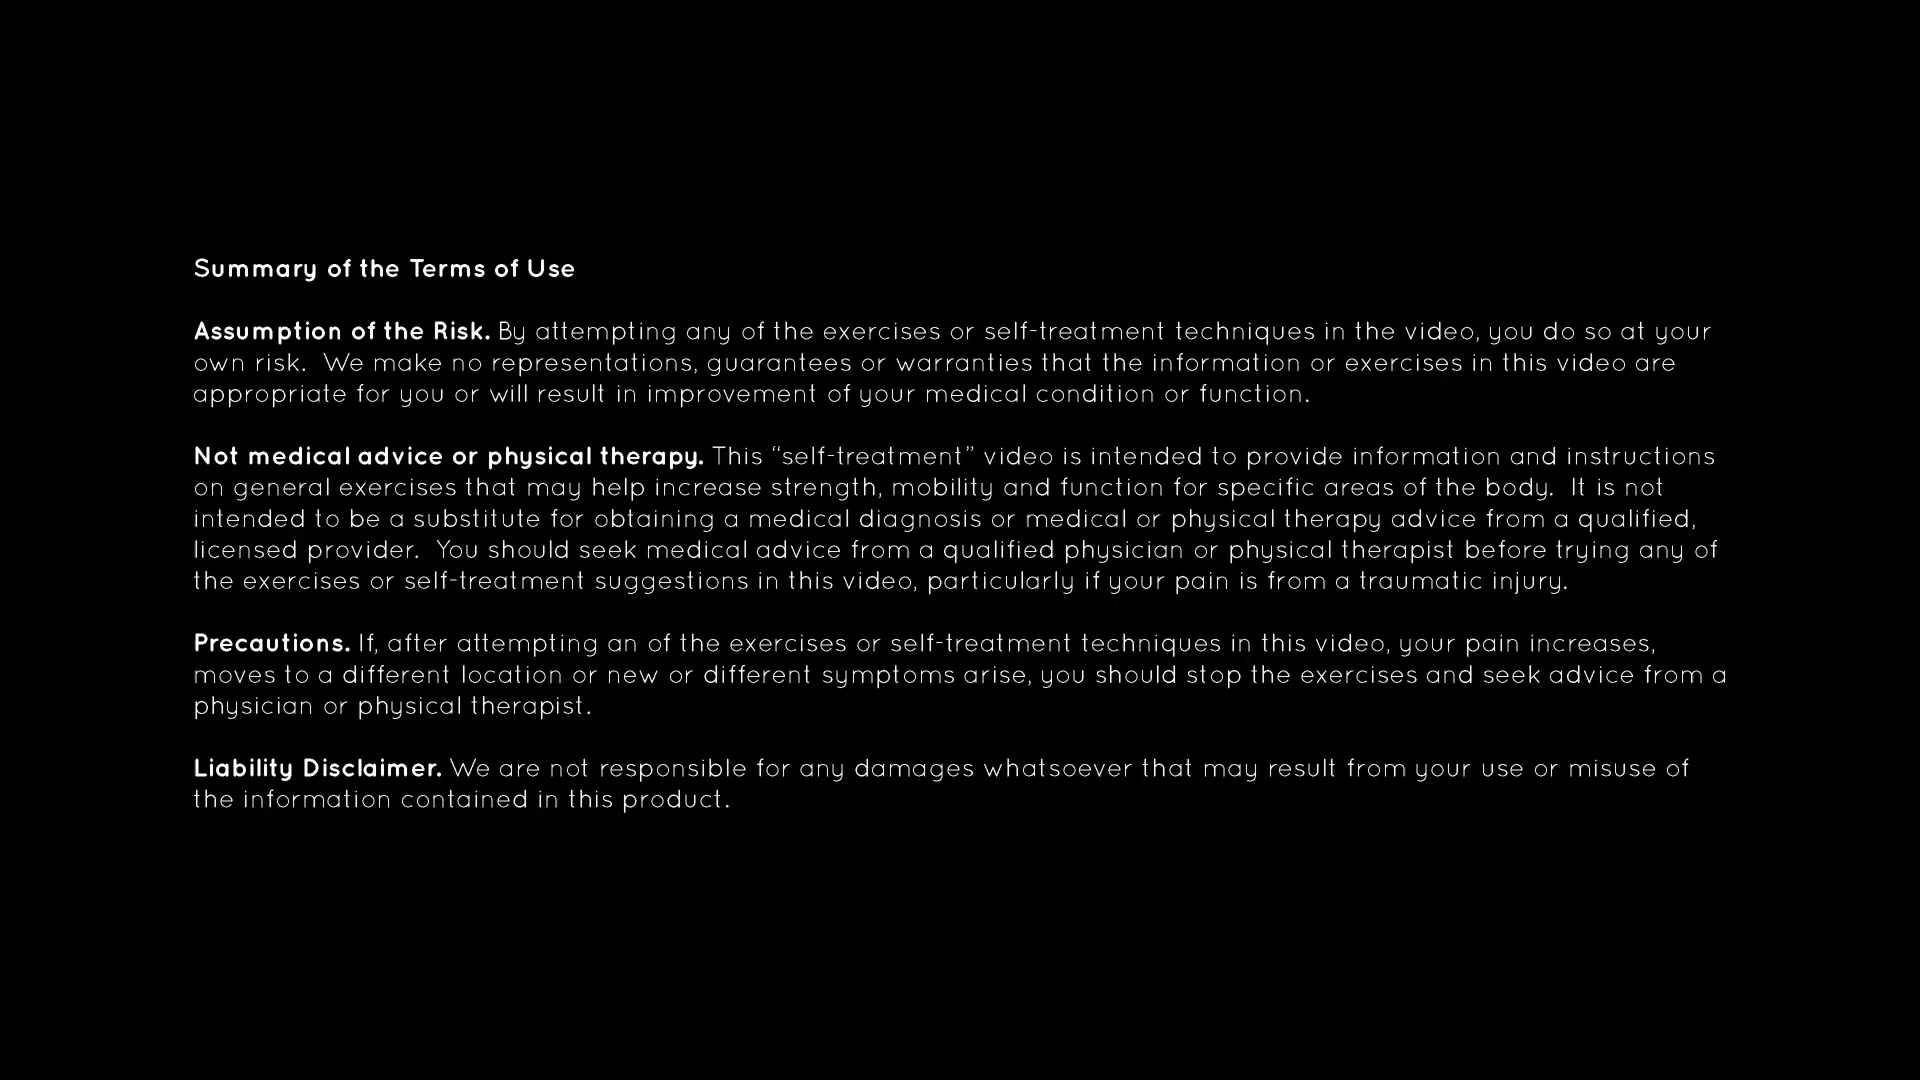 Summary of the Terms of Use
Assumption of the Risk. By attempting any of the exercises or self-treatment techniques in the video, you do so at your
own risk.  We make no representations, guarantees or warranties that the information or exercises in this video are
appropriate for you or will result in improvement of your medical condition or function.
Not medical advice or physical therapy. This “self-treatment” video is intended to provide information and instructions
on general exercises that may help increase strength, mobility and function for specific areas of the body.  It is not
intended to be a substitute for obtaining a medical diagnosis or medical or physical therapy advice from a qualified,
licensed provider.  You should seek medical advice from a qualified physician or physical therapist before trying any of
the exercises or self-treatment suggestions in this video, particularly if your pain is from a traumatic injury.
Precautions. If, after attempting an of the exercises or self-treatment techniques in this video, your pain increases,
moves to a different location or new or different symptoms arise, you should stop the exercises and seek advice from a
physician or physical therapist.
Liability Disclaimer. We are not responsible for any damages whatsoever that may result from your use or misuse of
the information contained in this product.